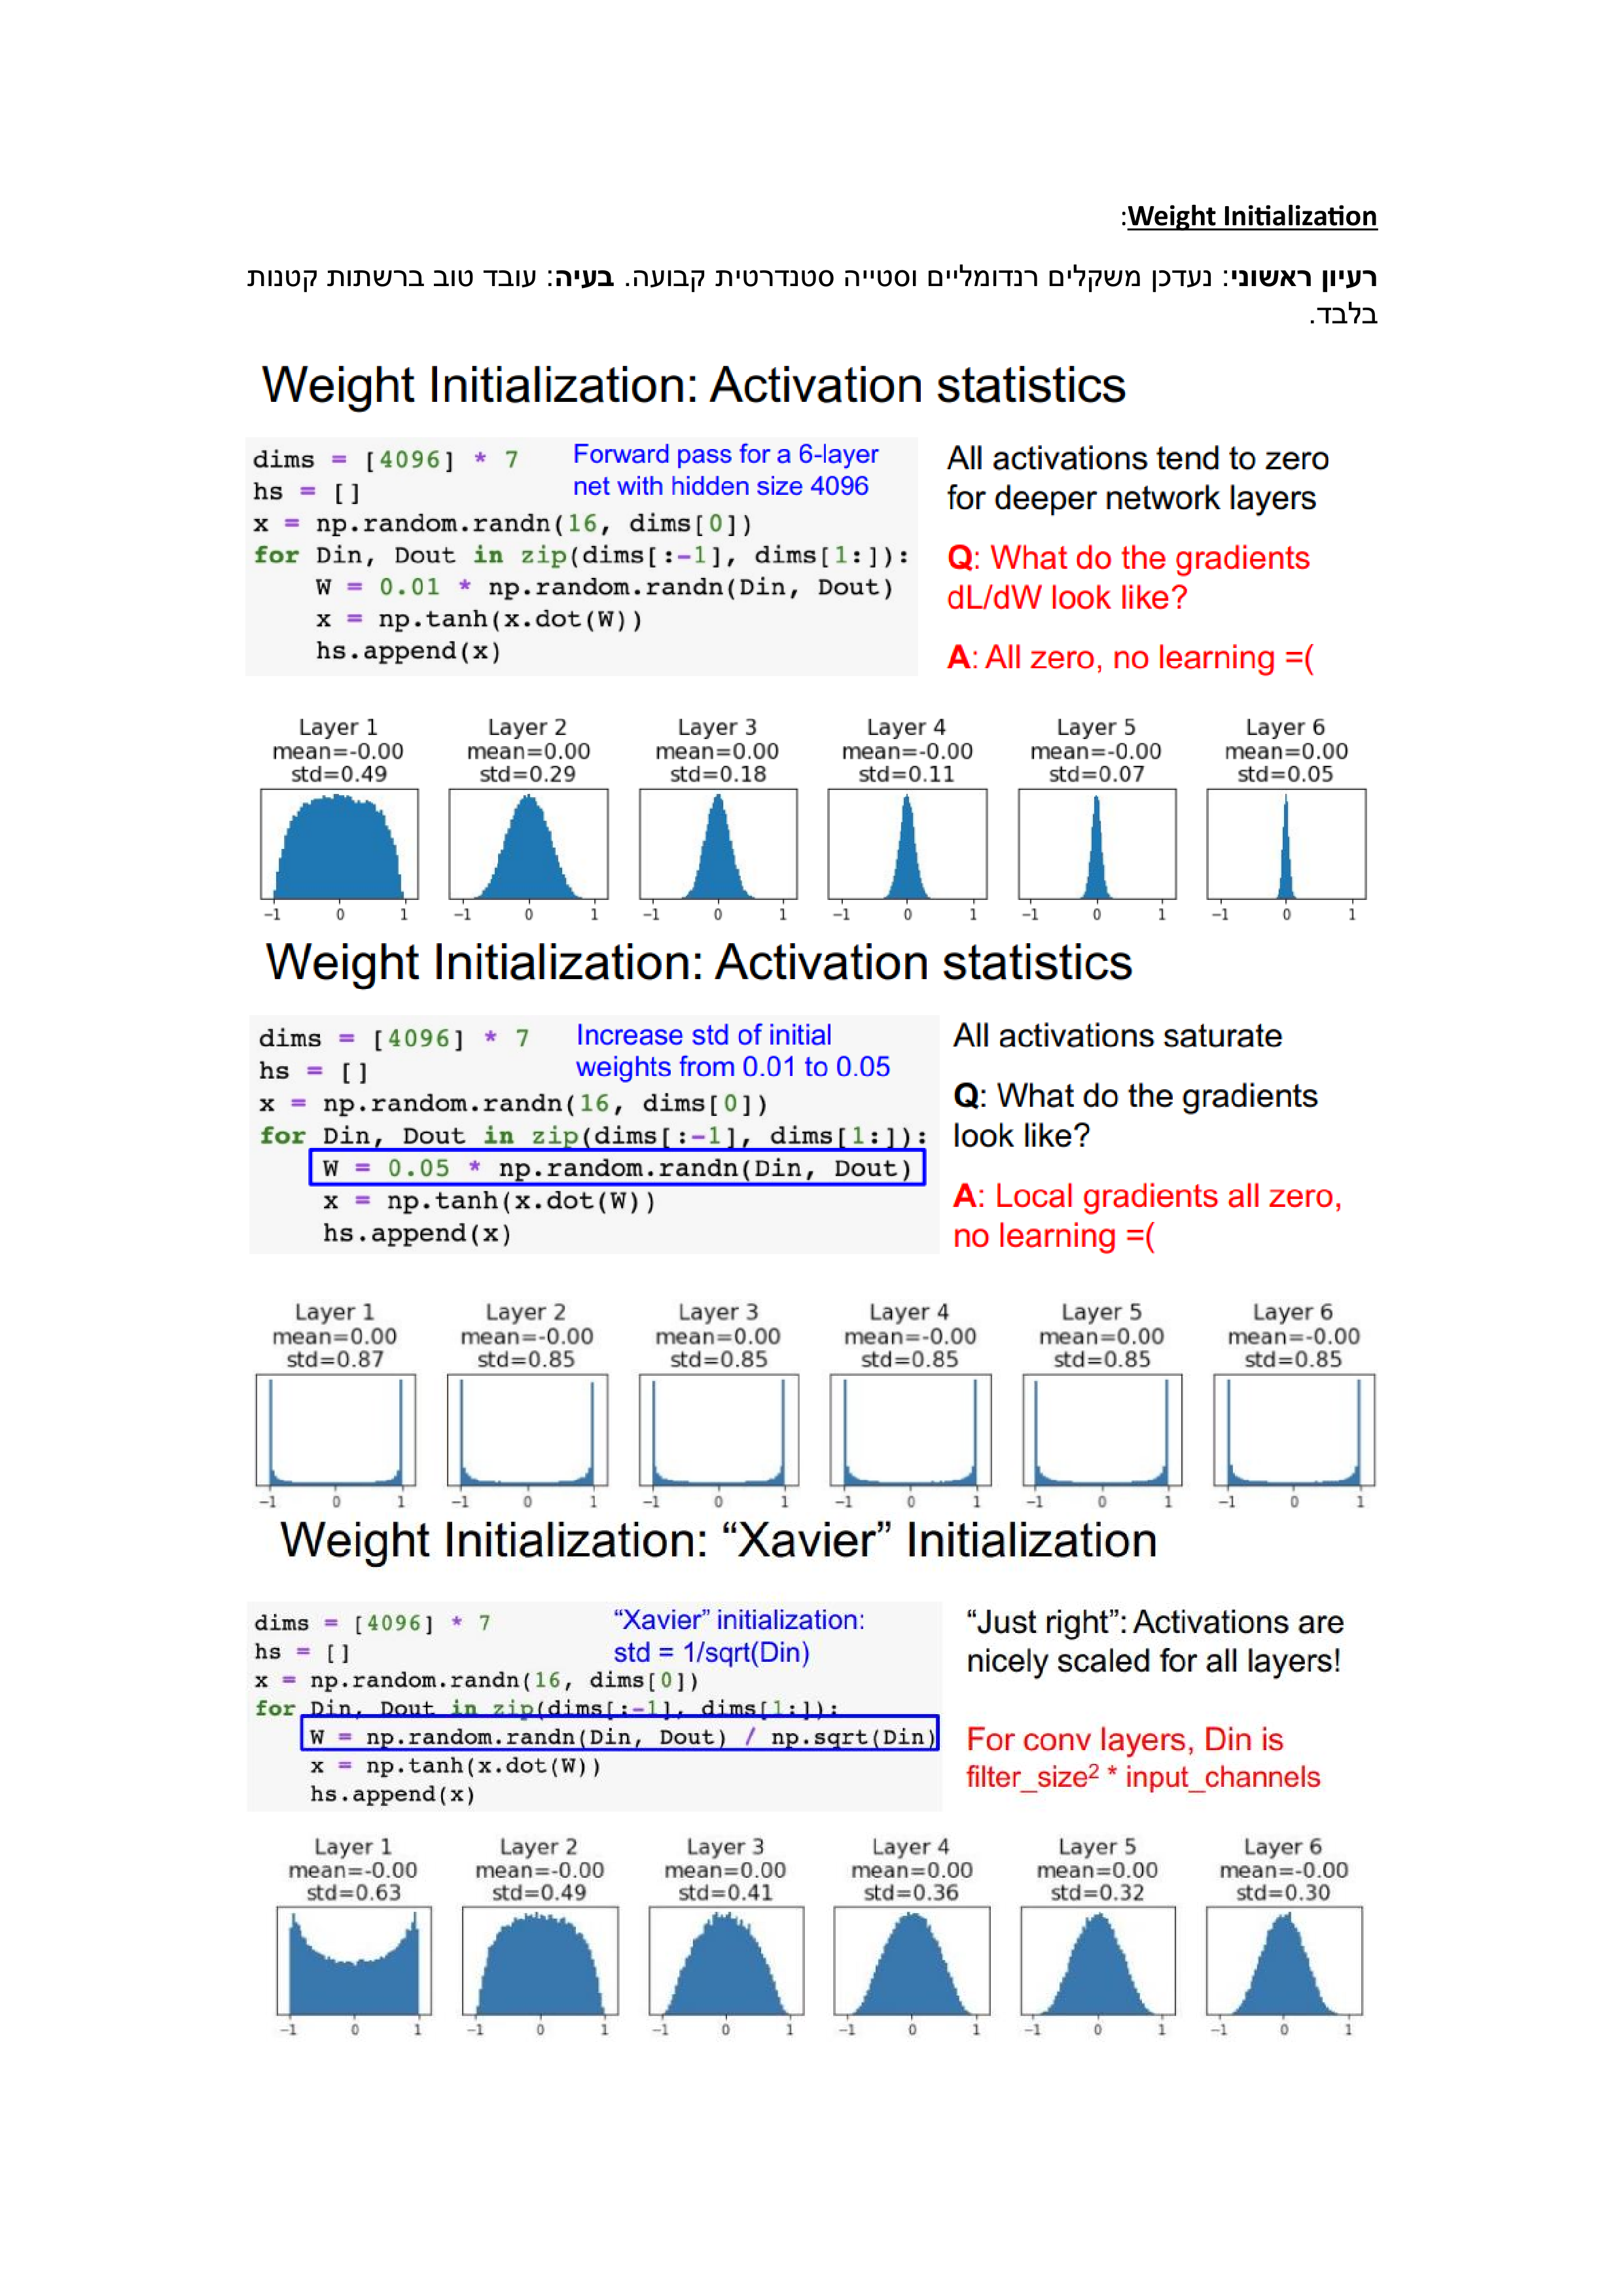 Weight Initialization:
רעיון ראשוני: נעדכן משקלים רנדומליים וסטייה סטנדרטית קבועה. בעיה: עובד טוב ברשתות קטנות
בלבד.
Weight Initialization: Activation statistics
dims = [4096] * 7
hs = []
x = np.random.randn(16, dims[0])
for Din, Dout in zip(dims[:-1], dims[1:]):
W = 0.01 * np.random.randn(Din, Dout)
x = np.tanh(x.dot(W))
hs.append(x)
Forward pass for a 6-layer
net with hidden size 4096
All activations tend to zero
for deeper network layers
Q: What do the gradients
dL/dW look like?
A: All zero, no learning =(
Layer 1
mean=-0.00
std=0.49
-1 0 1
Layer 2
mean=0.00
std=0.29
-1 0 1
Layer 3
mean=0.00
std=0.18
-1 0 1
Layer 4
mean=-0.00
std=0.11
-1 0 1
Layer 5
mean=-0.00
std=0.07
-1 0 1
Layer 6
mean=0.00
std=0.05
-1 0 1
Weight Initialization: Activation statistics
dims = [4096] * 7
hs = []
x = np.random.randn(16, dims[0])
for Din, Dout in zip(dims[:-1], dims[1:]):
W = 0.05 * np.random.randn(Din, Dout)
x = np.tanh(x.dot(W))
hs.append(x)
Increase std of initial
weights from 0.01 to 0.05
All activations saturate
Q: What do the gradients
look like?
A: Local gradients all zero,
no learning =(
Layer 1
mean=0.00
std=0.87
-1 0 1
Layer 2
mean=-0.00
std=0.85
-1 0 1
Layer 3
mean=0.00
std=0.85
-1 0 1
Layer 4
mean=-0.00
std=0.85
-1 0 1
Layer 5
mean=0.00
std=0.85
-1 0 1
Layer 6
mean=-0.00
std=0.85
-1 0 1
Weight Initialization: “Xavier” Initialization
dims = [4096] * 7
hs = []
x = np.random.randn(16, dims[0])
for Din, Dout in zip(dims[:-1], dims[1:]):
W = np.random.randn(Din, Dout) / np.sqrt(Din)
x = np.tanh(x.dot(W))
hs.append(x)
“Xavier” initialization:
std = 1/sqrt(Din)
“Just right”: Activations are
nicely scaled for all layers!
For conv layers, Din is
filter_size² * input_channels
Layer 1
mean=-0.00
std=0.63
-1 0 1
Layer 2
mean=-0.00
std=0.49
-1 0 1
Layer 3
mean=0.00
std=0.41
-1 0 1
Layer 4
mean=0.00
std=0.36
-1 0 1
Layer 5
mean=0.00
std=0.32
-1 0 1
Layer 6
mean=-0.00
std=0.30
-1 0 1